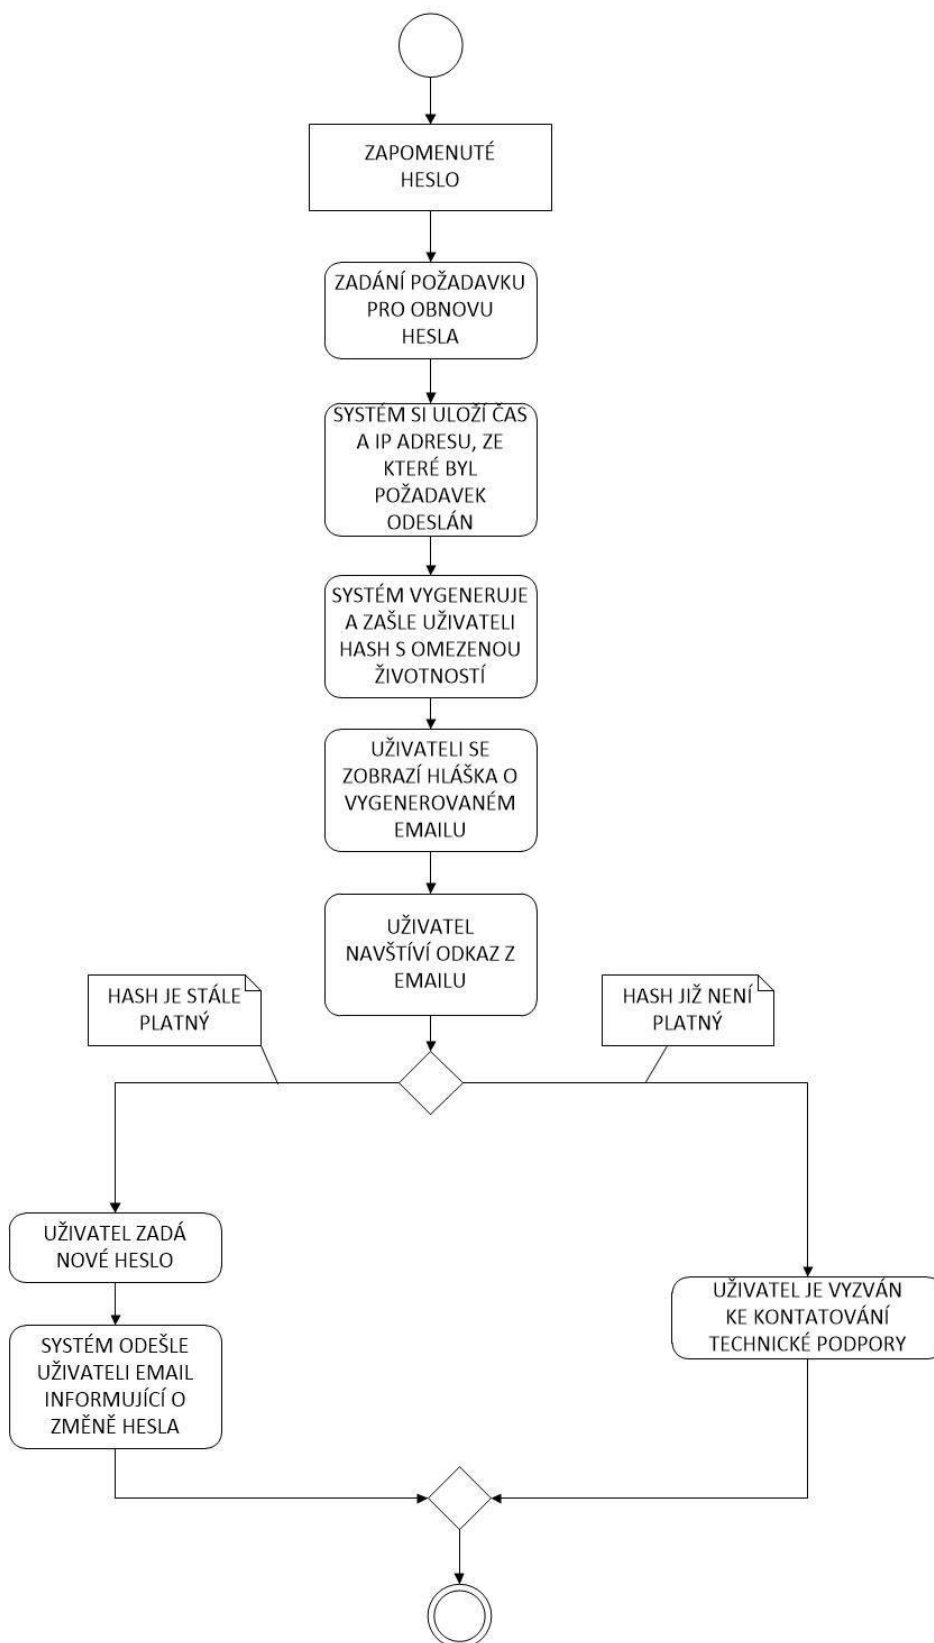 ZAPOMENUTÉ
HESLO
ZADÁNÍ POŽADAVKU
PRO OBNOVU
HESLA
SYSTÉM SI ULOŽÍ ČAS
A IP ADRESU, ZE
KTERÉ BYL
POŽADAVEK
ODESLÁN
SYSTÉM VYGENERUJE
A ZAŠLE UŽIVATELI
HASH S OMEZENOU
ŽIVOTNOSTÍ
UŽIVATELI SE
ZOBRAZÍ HLÁŠKA O
VYGENEROVANÉM
EMAILU
UŽIVATEL
NAVŠTÍVÍ ODKAZ Z
EMAILU
HASH JE STÁLE
PLATNÝ
HASH JIŽ NENÍ
PLATNÝ
UŽIVATEL ZADÁ
NOVÉ HESLO
SYSTÉM ODEŠLE
UŽIVATELI EMAIL
INFORMUJÍCÍ O
ZMĚNĚ HESLA
UŽIVATEL JE VYZVÁN
KE KONTATOVÁNÍ
TECHNICKÉ PODPORY